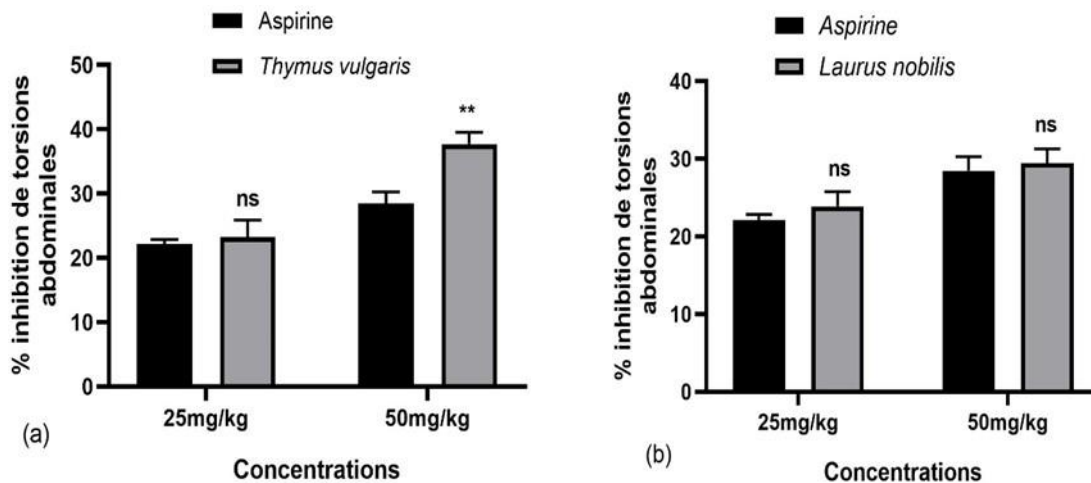 Aspirine
Thymus vulgaris
% inhibition de torsions
abdominales
50
40
30
20
10
0
ns
**
25mg/kg
50mg/kg
(a)
Concentrations
Aspirine
Laurus nobilis
% inhibition de torsions
abdominales
40
30
20
10
0
ns
ns
25mg/kg
50mg/kg
(b)
Concentrations